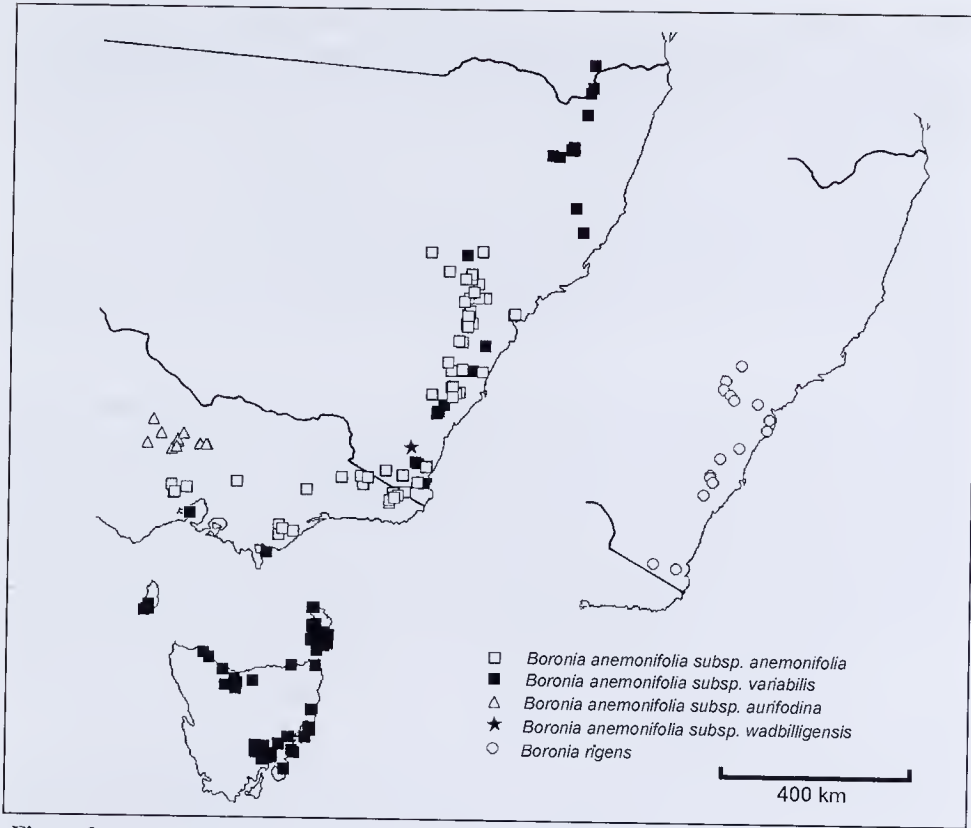 Boronia anemonifolia subsp. anemonifolia
Boronia anemonifolia subsp. variabilis
Boronia anemonifolia subsp. aurifodina
Boronia anemonifolia subsp. wadbilligensis
Boronia rigens
400 km